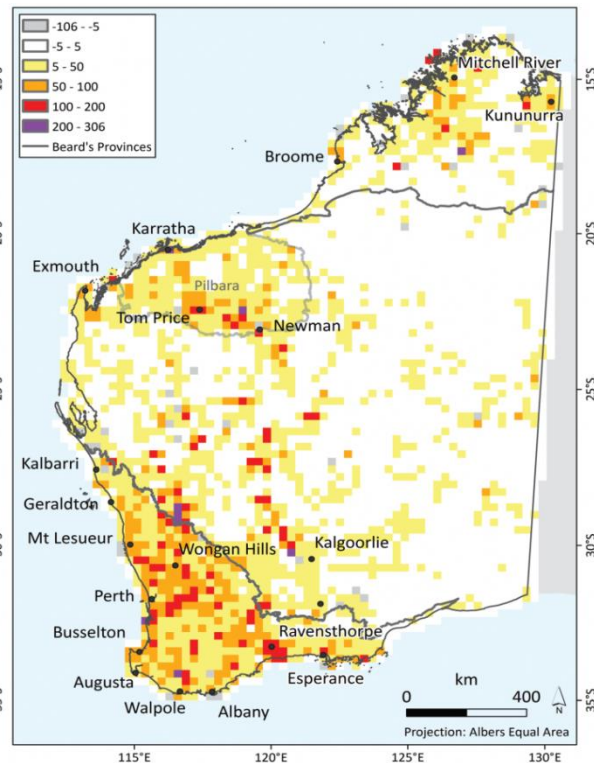 -106 - -5
-5 - 5
5 - 50
50 - 100
100 - 200
200 - 306
Beard's Provinces
Mitchell River
15°S
Kununurra
Broome
Karratha
20°S
Exmouth
Pilbara
Tom Price
Newman
25°S
Kalbarri
Geraldton
Mt Lesueur
Wongan Hills
Kalgoorlie
30°S
Perth
Busselton
Ravensthorpe
Augusta
Esperance
km
Walpole
Albany
0 400
N
35°S
Projection: Albers Equal Area
115°E 120°E 125°E 130°E